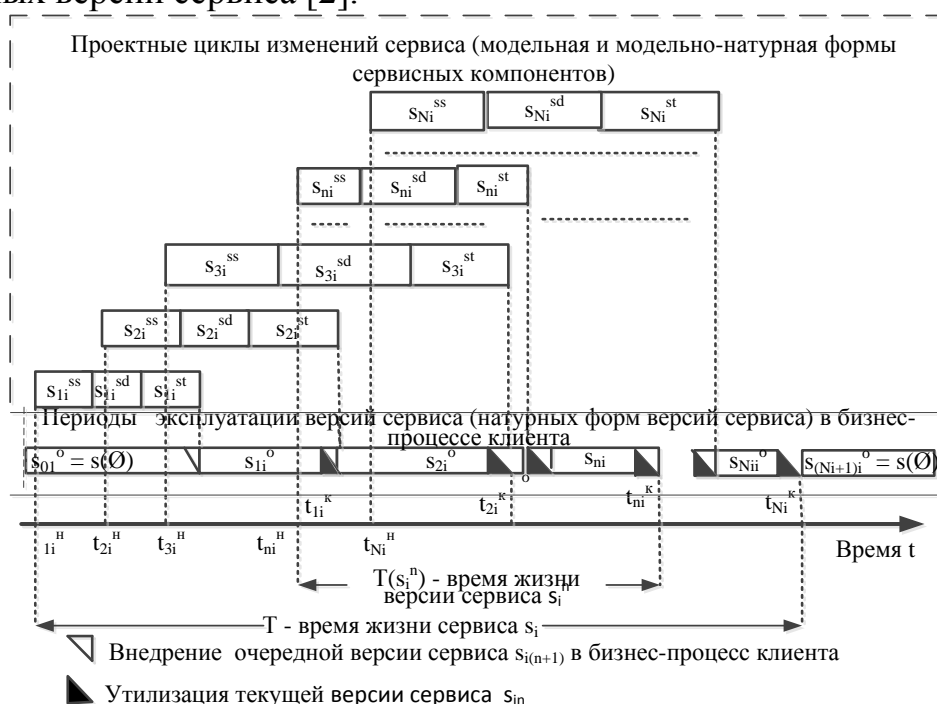 ных версий сервиса [2].
Проектные циклы изменений сервиса (модельная и модельно-натурная формы
сервисных компонентов)
s_Ni^ss s_Ni^sd s_Ni^st
s_ni^ss s_ni^sd s_ni^st
s_3i^ss s_3i^sd s_3i^st
s_2i^ss s_2i^sd s_2i^st
s_1i^ss s_1i^sd s_1i^st
Периоды эксплуатации версий сервиса (натурных форм версий сервиса) в бизнес-
процессе клиента
s_01^o = s(Ø) s_1i^o s_2i^o o s_ni s_Nii^o s_(Ni+1)i^o = s(Ø)
t_1i^к t_2i^к t_ni^к t_Ni^к
1i^н t_2i^н t_3i^н t_ni^н t_Ni^н
Время t
T(s_i^n) - время жизни
версии сервиса s_i^n
T - время жизни сервиса s_i
Внедрение очередной версии сервиса s_i(n+1) в бизнес-процесс клиента
Утилизация текущей версии сервиса s_in